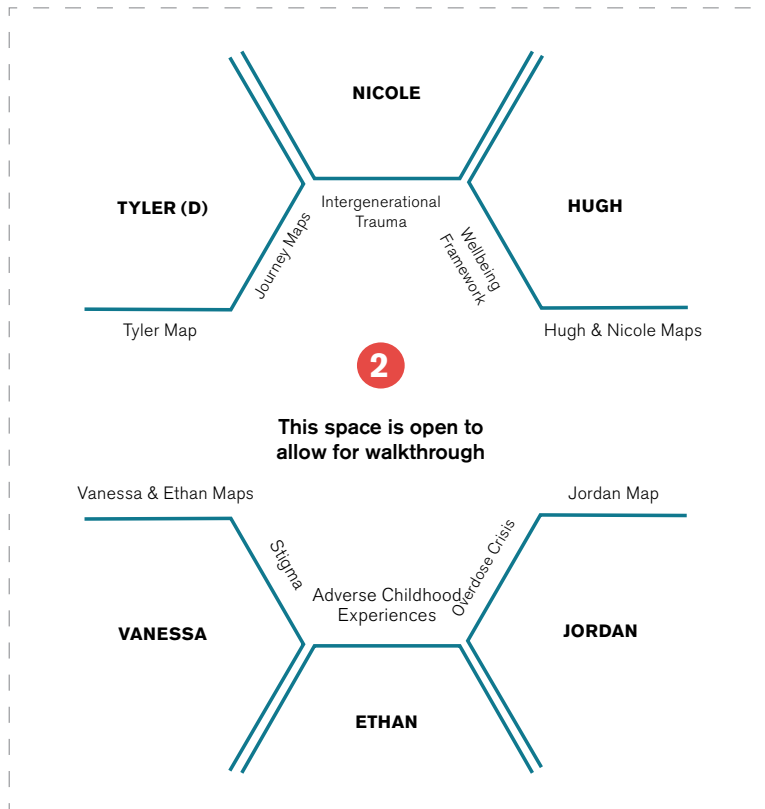 NICOLE
TYLER (D)
HUGH
Intergenerational
Trauma
Journey Maps
Wellbeing
Framework
Tyler Map
Hugh & Nicole Maps
2
This space is open to
allow for walkthrough
Vanessa & Ethan Maps
Jordan Map
Stigma
Adverse Childhood
Experiences
Overdose Crisis
VANESSA
JORDAN
ETHAN